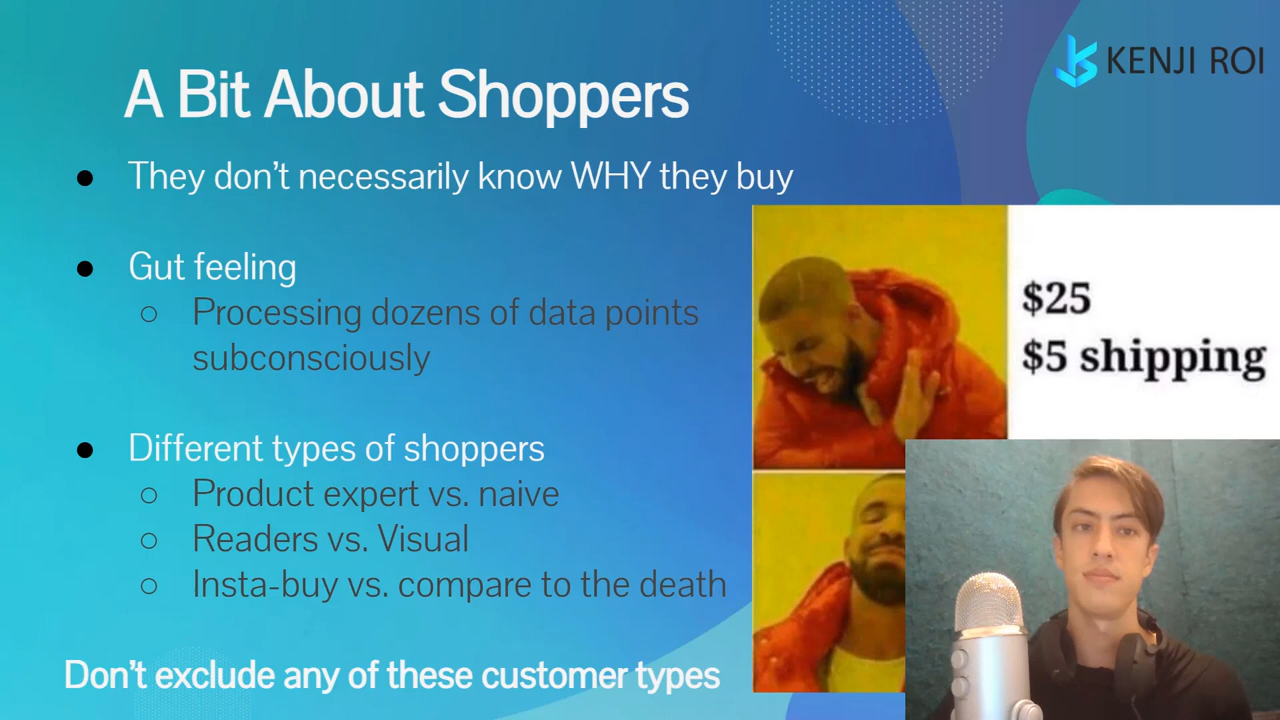 KENJI ROI
A Bit About Shoppers
● They don't necessarily know WHY they buy
● Gut feeling
○ Processing dozens of data points
subconsciously
● Different types of shoppers
○ Product expert vs. naive
○ Readers vs. Visual
○ Insta-buy vs. compare to the death
Don't exclude any of these customer types
$25
$5 shipping